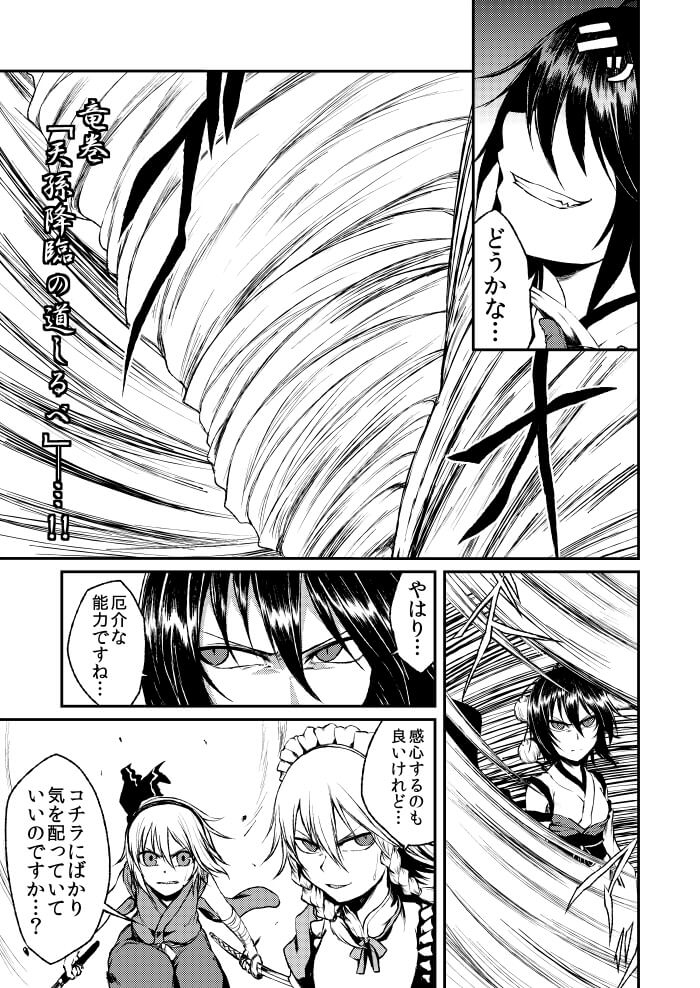 どうかな…
竜巻
「天孫降臨の道しるべ」―…!!
やはり…
厄介な
能力ですね…
感心するのも
良いけれど…
コチラにばかり
気を配っていて
いいのですか…?